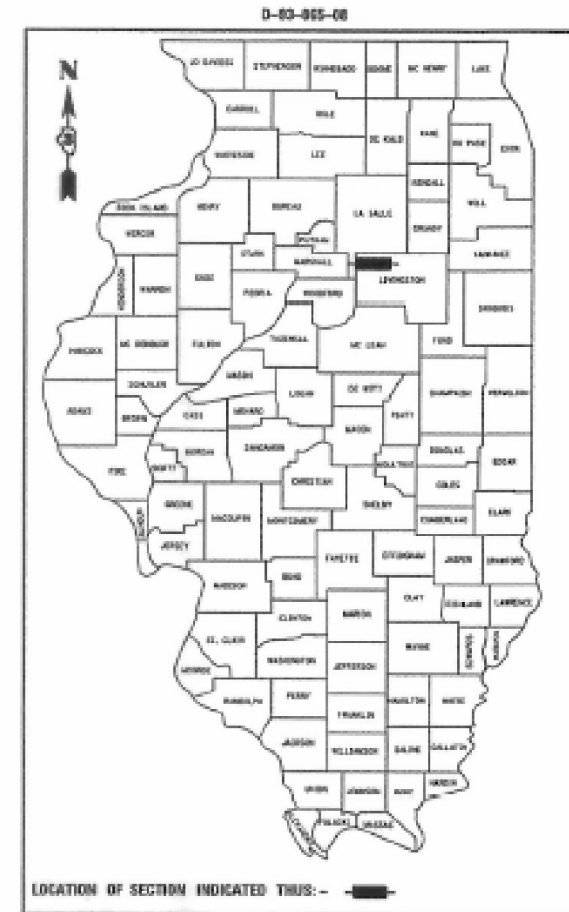 D-93-065-08
N
JO DAVIESS STEPHENSON WINNEBAGO BOONE MC HENRY LAKE
CARROLL OGLE DE KALB KANE DU PAGE COOK
WHITESIDE LEE KENDALL WILL
ROCK ISLAND HENRY BUREAU LA SALLE GRUNDY
MERCER PUTNAM KANKAKEE
HENDERSON WARREN KNOX STARK MARSHALL LIVINGSTON
PEORIA WOODFORD IROQUOIS
HANCOCK MC DONOUGH FULTON TAZEWELL MC LEAN FORD
SCHUYLER MASON LOGAN DE WITT CHAMPAIGN VERMILION
ADAMS BROWN CASS MENARD MACON PIATT
PIKE SCOTT MORGAN SANGAMON MOULTRIE DOUGLAS EDGAR
CHRISTIAN COLES
GREENE MACOUPIN MONTGOMERY SHELBY CUMBERLAND CLARK
CALHOUN JERSEY FAYETTE EFFINGHAM JASPER CRAWFORD
MADISON BOND CLAY RICHLAND LAWRENCE
CLINTON MARION
ST. CLAIR WASHINGTON JEFFERSON WAYNE EDWARDS WABASH
MONROE
RANDOLPH PERRY FRANKLIN HAMILTON WHITE
JACKSON WILLIAMSON SALINE GALLATIN
UNION JOHNSON POPE HARDIN
PULASKI MASSAC
LOCATION OF SECTION INDICATED THUS:-